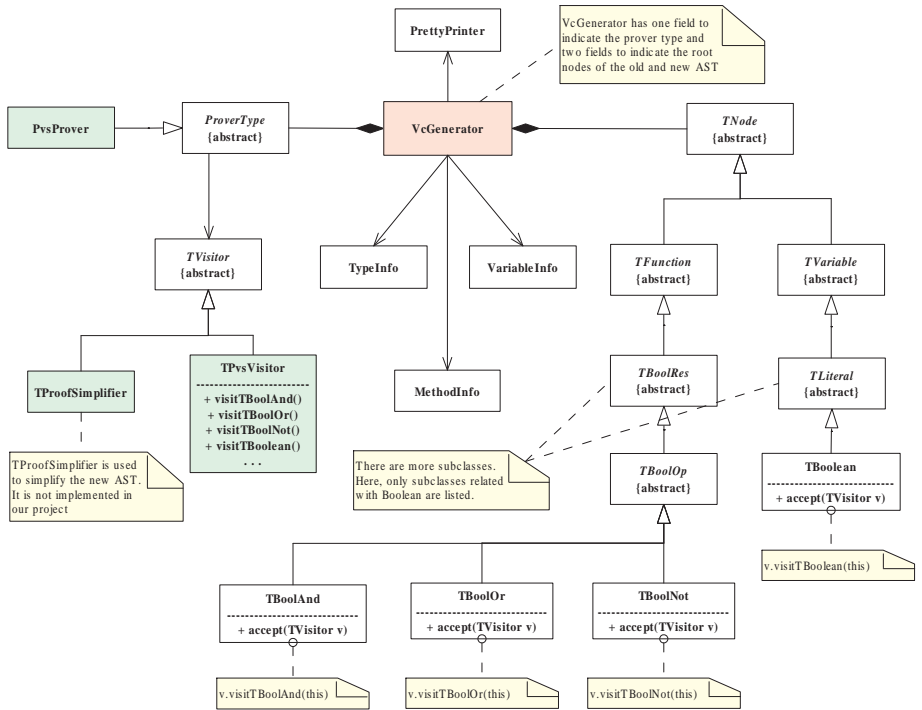 PrettyPrinter
VcGenerator has one field to
indicate the prover type and
two fields to indicate the root
nodes of the old and new AST
PvsProver
ProverType
{abstract}
VcGenerator
TNode
{abstract}
TVisitor
{abstract}
TypeInfo
VariableInfo
TFunction
{abstract}
TVariable
{abstract}
TProofSimplifier
TPvsVisitor
+ visitTBoolAnd()
+ visitTBoolOr()
+ visitTBoolNot()
+ visitTBoolean()
. . .
MethodInfo
TBoolRes
{abstract}
TLiteral
{abstract}
TProofSimplifier is used
to simplify the new AST.
It is not implemented in
our project
There are more subclasses.
Here, only subclasses related
with Boolean are listed.
TBoolOp
{abstract}
TBoolean
+ accept(TVisitor v)
v.visitTBoolean(this)
TBoolAnd
+ accept(TVisitor v)
TBoolOr
+ accept(TVisitor v)
TBoolNot
+ accept(TVisitor v)
v.visitTBoolAnd(this)
v.visitTBoolOr(this)
v.visitTBoolNot(this)